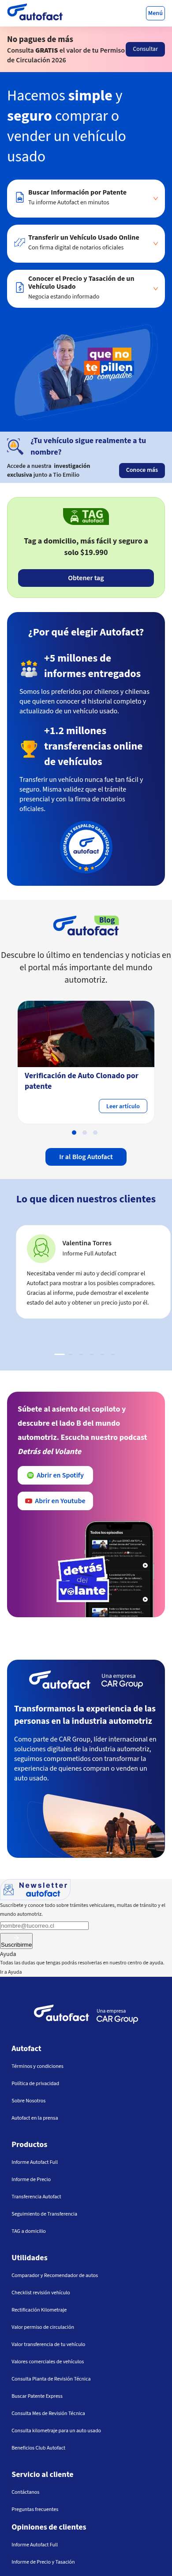 autofact
Menú
No pagues de más
Consulta GRATIS el valor de tu Permiso
de Circulación 2026
Consultar
Hacemos simple y
seguro comprar o
vender un vehículo
usado
Buscar Información por Patente
Tu informe Autofact en minutos
Transferir un Vehículo Usado Online
Con firma digital de notarios oficiales
Conocer el Precio y Tasación de un
Vehículo Usado
Negocia estando informado
que no
te pillen
po compadre
¿Tu vehículo sigue realmente a tu
nombre?
Accede a nuestra investigación
exclusiva junto a Tío Emilio
Conoce más
TAG
autofact
Tag a domicilio, más fácil y seguro a
solo $19.990
Obtener tag
¿Por qué elegir Autofact?
+5 millones de
informes entregados
Somos los preferidos por chilenos y chilenas
que quieren conocer el historial completo y
actualizado de un vehículo usado.
+1.2 millones
transferencias online
de vehículos
Transferir un vehículo nunca fue tan fácil y
seguro. Misma validez que el trámite
presencial y con la firma de notarios
oficiales.
CONFIANZA Y RESPALDO GARANTIZADO
autofact
Blog
autofact
Descubre lo último en tendencias y noticias en
el portal más importante del mundo
automotriz.
Verificación de Auto Clonado por
patente
Leer artículo
Ir al Blog Autofact
Lo que dicen nuestros clientes
Valentina Torres
Informe Full Autofact
Necesitaba vender mi auto y decidí comprar el
Autofact para mostrar a los posibles compradores.
Gracias al informe, pude demostrar el excelente
estado del auto y obtener un precio justo por él.
Súbete al asiento del copiloto y
descubre el lado B del mundo
automotriz. Escucha nuestro podcast
Detrás del Volante
Abrir en Spotify
Abrir en Youtube
Todos los episodios
detrás
del
volante
autofact
Una empresa
CAR Group
Transformamos la experiencia de las
personas en la industria automotriz
Como parte de CAR Group, líder internacional en
soluciones digitales de la industria automotriz,
seguimos comprometidos con transformar la
experiencia de quienes compran o venden un
auto usado.
Newsletter
autofact
Suscríbete y conoce todo sobre trámites vehiculares, multas de tránsito y el
mundo automotriz.
nombre@tucorreo.cl
Suscribirme
Ayuda
Todas las dudas que tengas podrás resolverlas en nuestro centro de ayuda.
Ir a Ayuda
autofact
Una empresa
CAR Group
Autofact
Términos y condiciones
Política de privacidad
Sobre Nosotros
Autofact en la prensa
Productos
Informe Autofact Full
Informe de Precio
Transferencia Autofact
Seguimiento de Transferencia
TAG a domicilio
Utilidades
Comparador y Recomendador de autos
Checklist revisión vehículo
Rectificación Kilometraje
Valor permiso de circulación
Valor transferencia de tu vehículo
Valores comerciales de vehículos
Consulta Planta de Revisión Técnica
Buscar Patente Express
Consulta Mes de Revisión Técnica
Consulta kilometraje para un auto usado
Beneficios Club Autofact
Servicio al cliente
Contáctanos
Preguntas frecuentes
Opiniones de clientes
Informe Autofact Full
Informe de Precio y Tasación